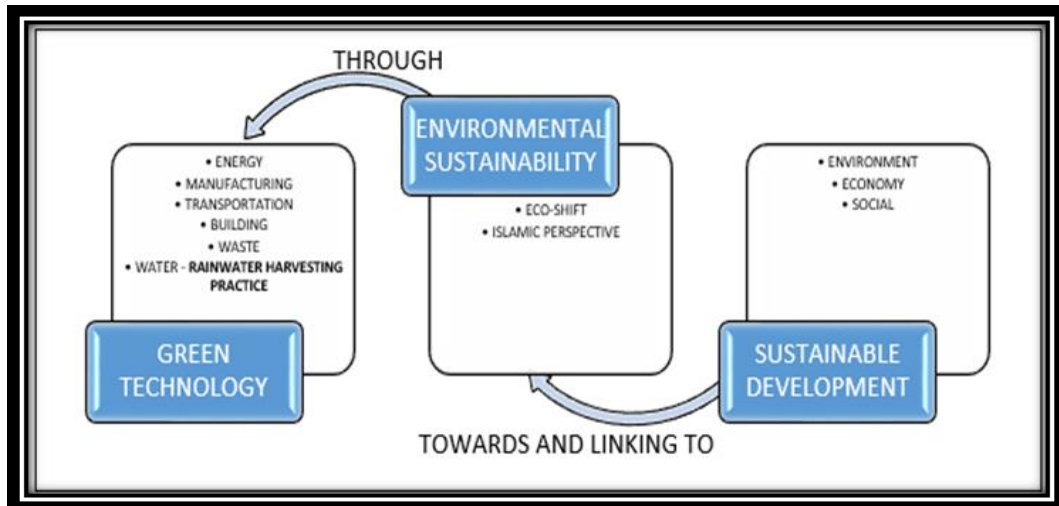 THROUGH
• ENERGY
• MANUFACTURING
• TRANSPORTATION
• BUILDING
• WASTE
• WATER - RAINWATER HARVESTING
PRACTICE
GREEN
TECHNOLOGY
ENVIRONMENTAL
SUSTAINABILITY
• ECO-SHIFT
• ISLAMIC PERSPECTIVE
• ENVIRONMENT
• ECONOMY
• SOCIAL
SUSTAINABLE
DEVELOPMENT
TOWARDS AND LINKING TO